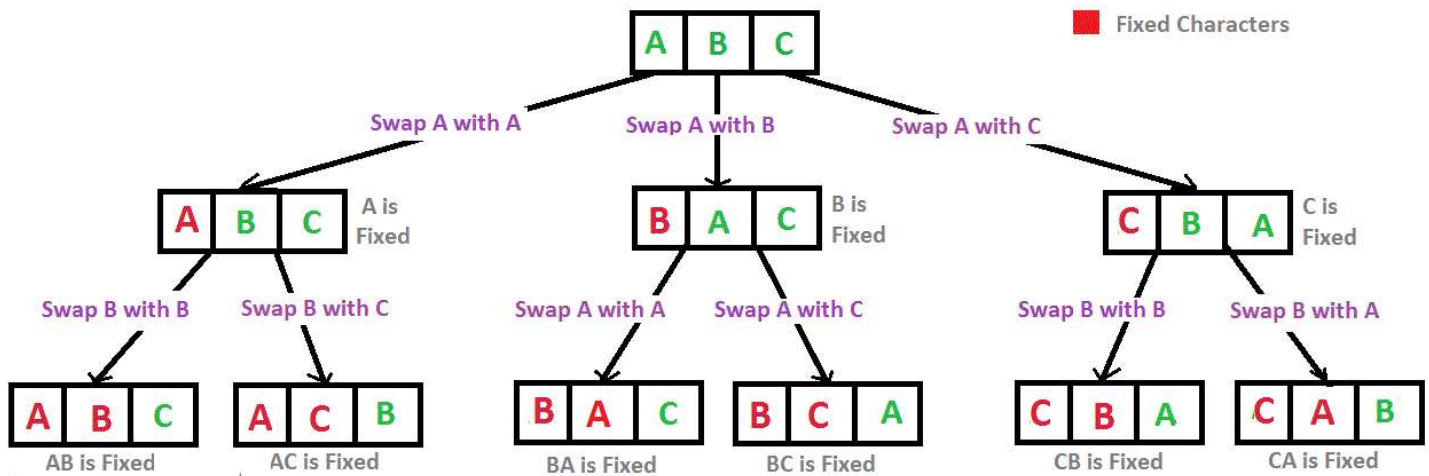 A B C
Fixed Characters
Swap A with A
Swap A with B
Swap A with C
A B C
A is
Fixed
B A C
B is
Fixed
C B A
C is
Fixed
Swap B with B
Swap B with C
Swap A with A
Swap A with C
Swap B with B
Swap B with A
A B C
A C B
B A C
B C A
C B A
C A B
AB is Fixed
AC is Fixed
BA is Fixed
BC is Fixed
CB is Fixed
CA is Fixed